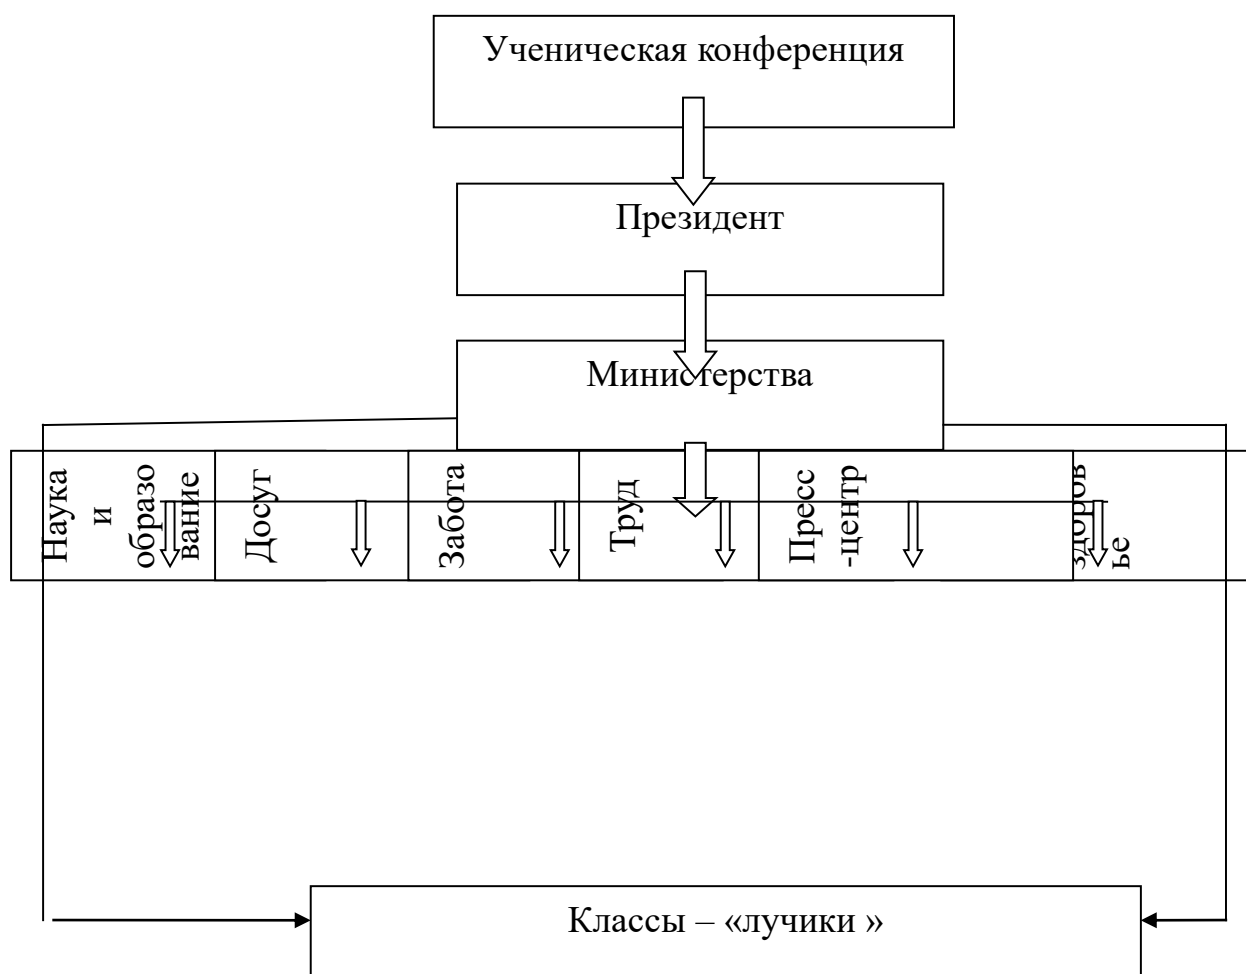 Ученическая конференция
Президент
Министерства
Наука
и
образо
вание
Досуг
Забота
Труд
Пресс
-центр
здоров
ье
Классы – «лучики »